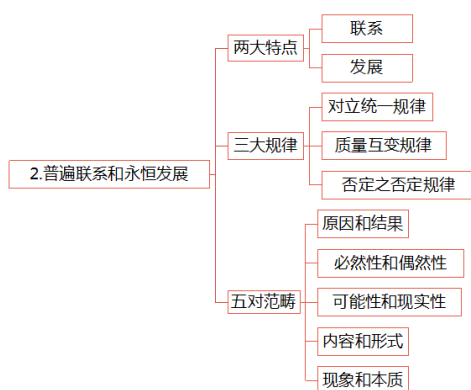 2.普遍联系和永恒发展
两大特点
联系
发展
三大规律
对立统一规律
质量互变规律
否定之否定规律
五对范畴
原因和结果
必然性和偶然性
可能性和现实性
内容和形式
现象和本质